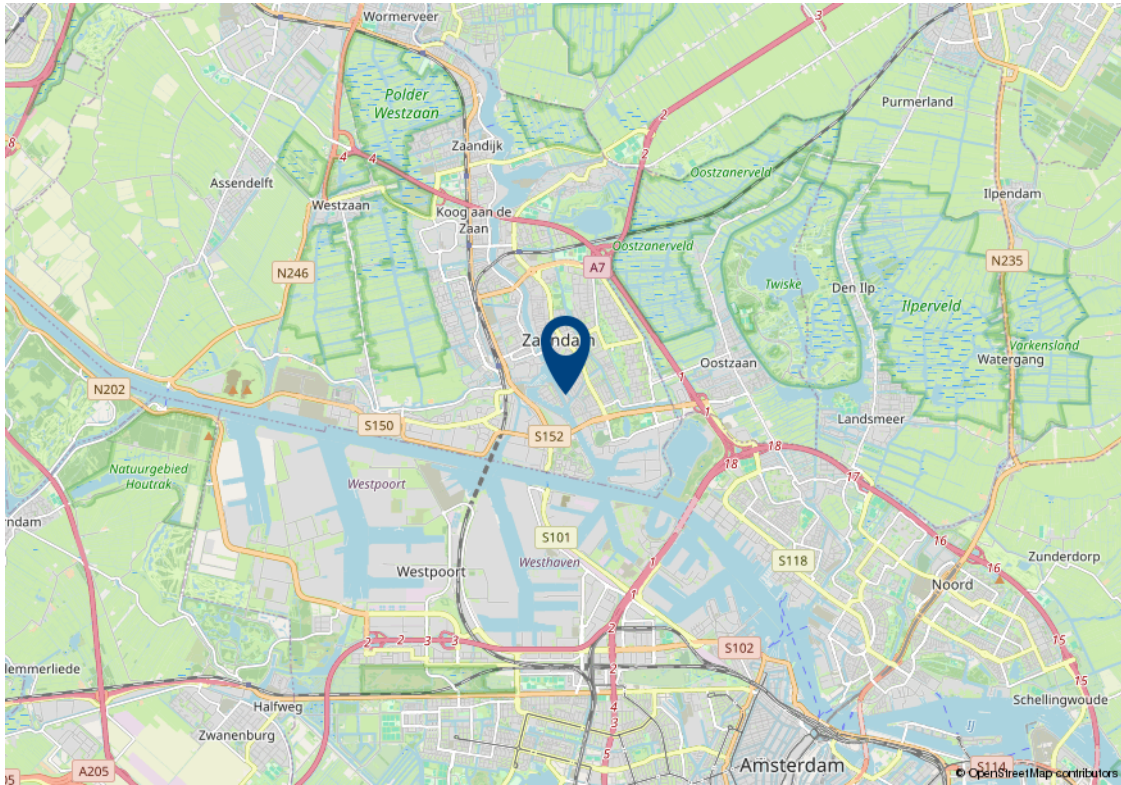 Wormerveer
3
Polder
Westzaan
2
Purmerland
2
8
Zaandijk
4
4
Oostzanerveld
Assendelft
Ilpendam
Westzaan
Koog aan de
Zaan
Oostzanerveld
N246
A7
N235
Twiske
Den Ilp
Ilperveld
Varkensland
Oostzaan
Watergang
1
N202
1
S150
S152
Landsmeer
18
18
17
Natuurgebied
Houtrak
Westpoort
S101
16
Westhaven
S118
Zunderdorp
Westpoort
1
16
Noord
1
2
2
3
3
2
S102
15
2
15
Halfweg
4
Schellingwoude
Zwanenburg
3
IJ
5
A205
Amsterdam
S114
© OpenStreetMap contributors